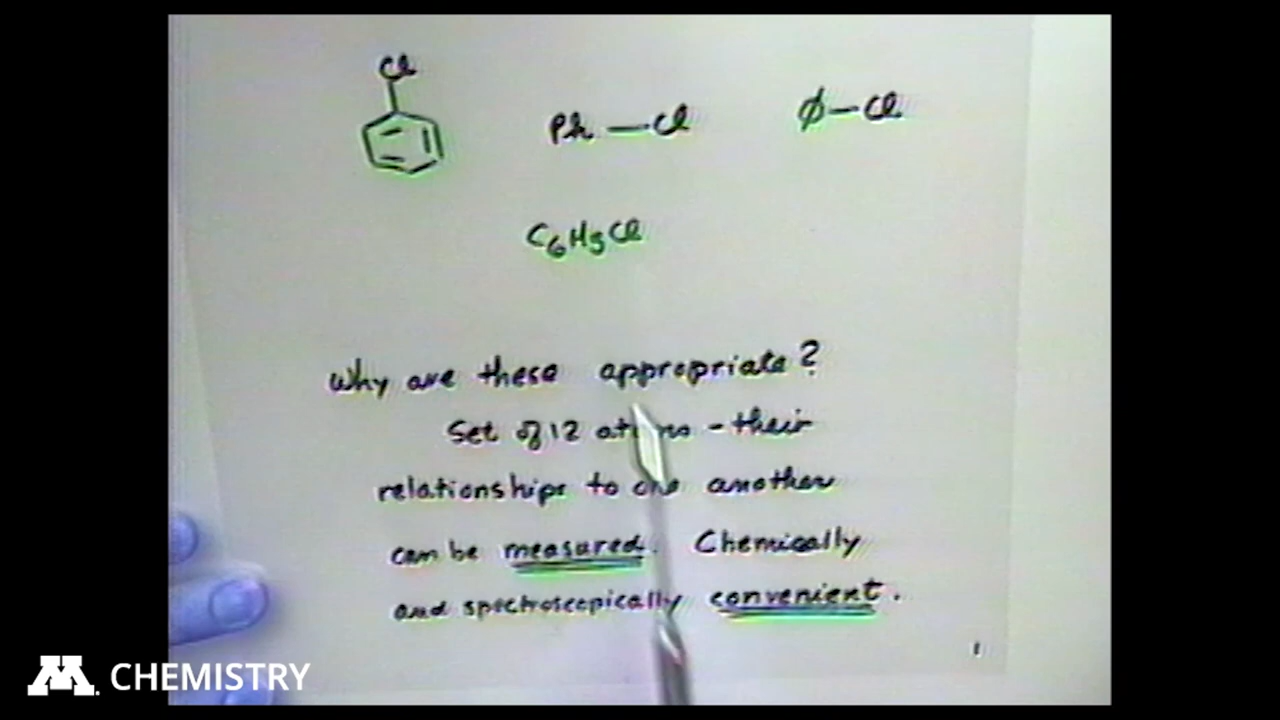 Cl
Ph—Cl
Ø—Cl
C₆H₅Cl
Why are these appropriate?
Set of 12 atoms - their
relationships to one another
can be measured. Chemically
and spectroscopically convenient.
1
M. CHEMISTRY